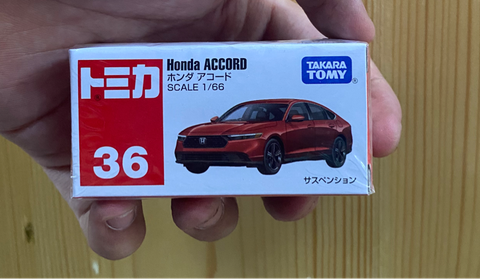 トミカ
36
Honda ACCORD
ホンダ アコード
SCALE 1/66
TAKARA
TOMY
®
サスペンション